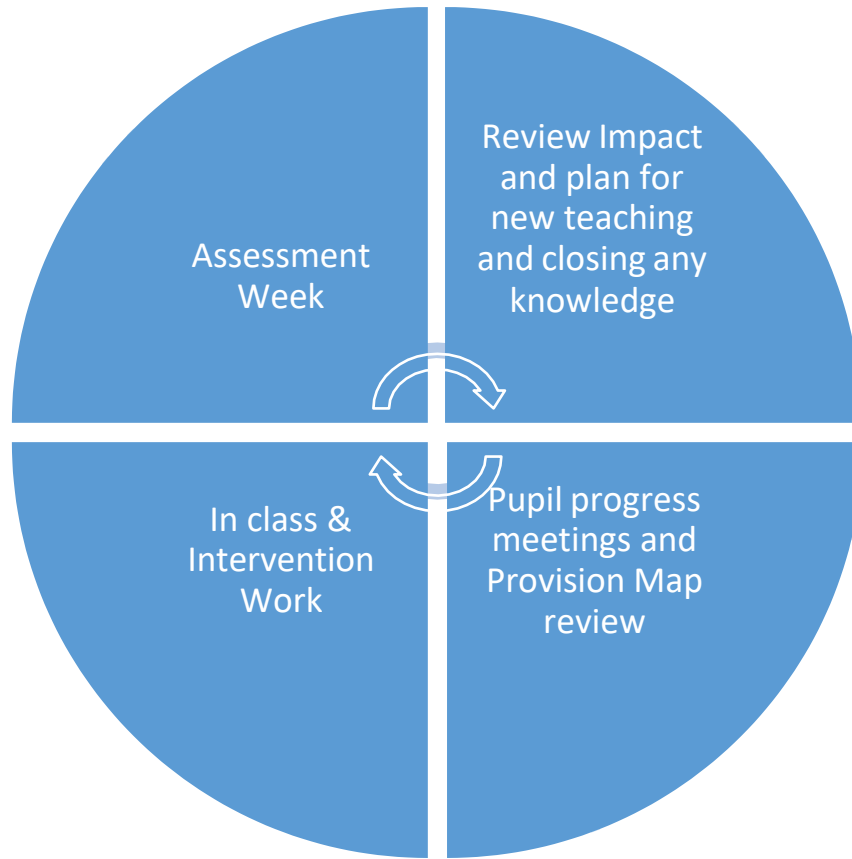 Assessment
Week
Review Impact
and plan for
new teaching
and closing any
knowledge
In class &
Intervention
Work
Pupil progress
meetings and
Provision Map
review